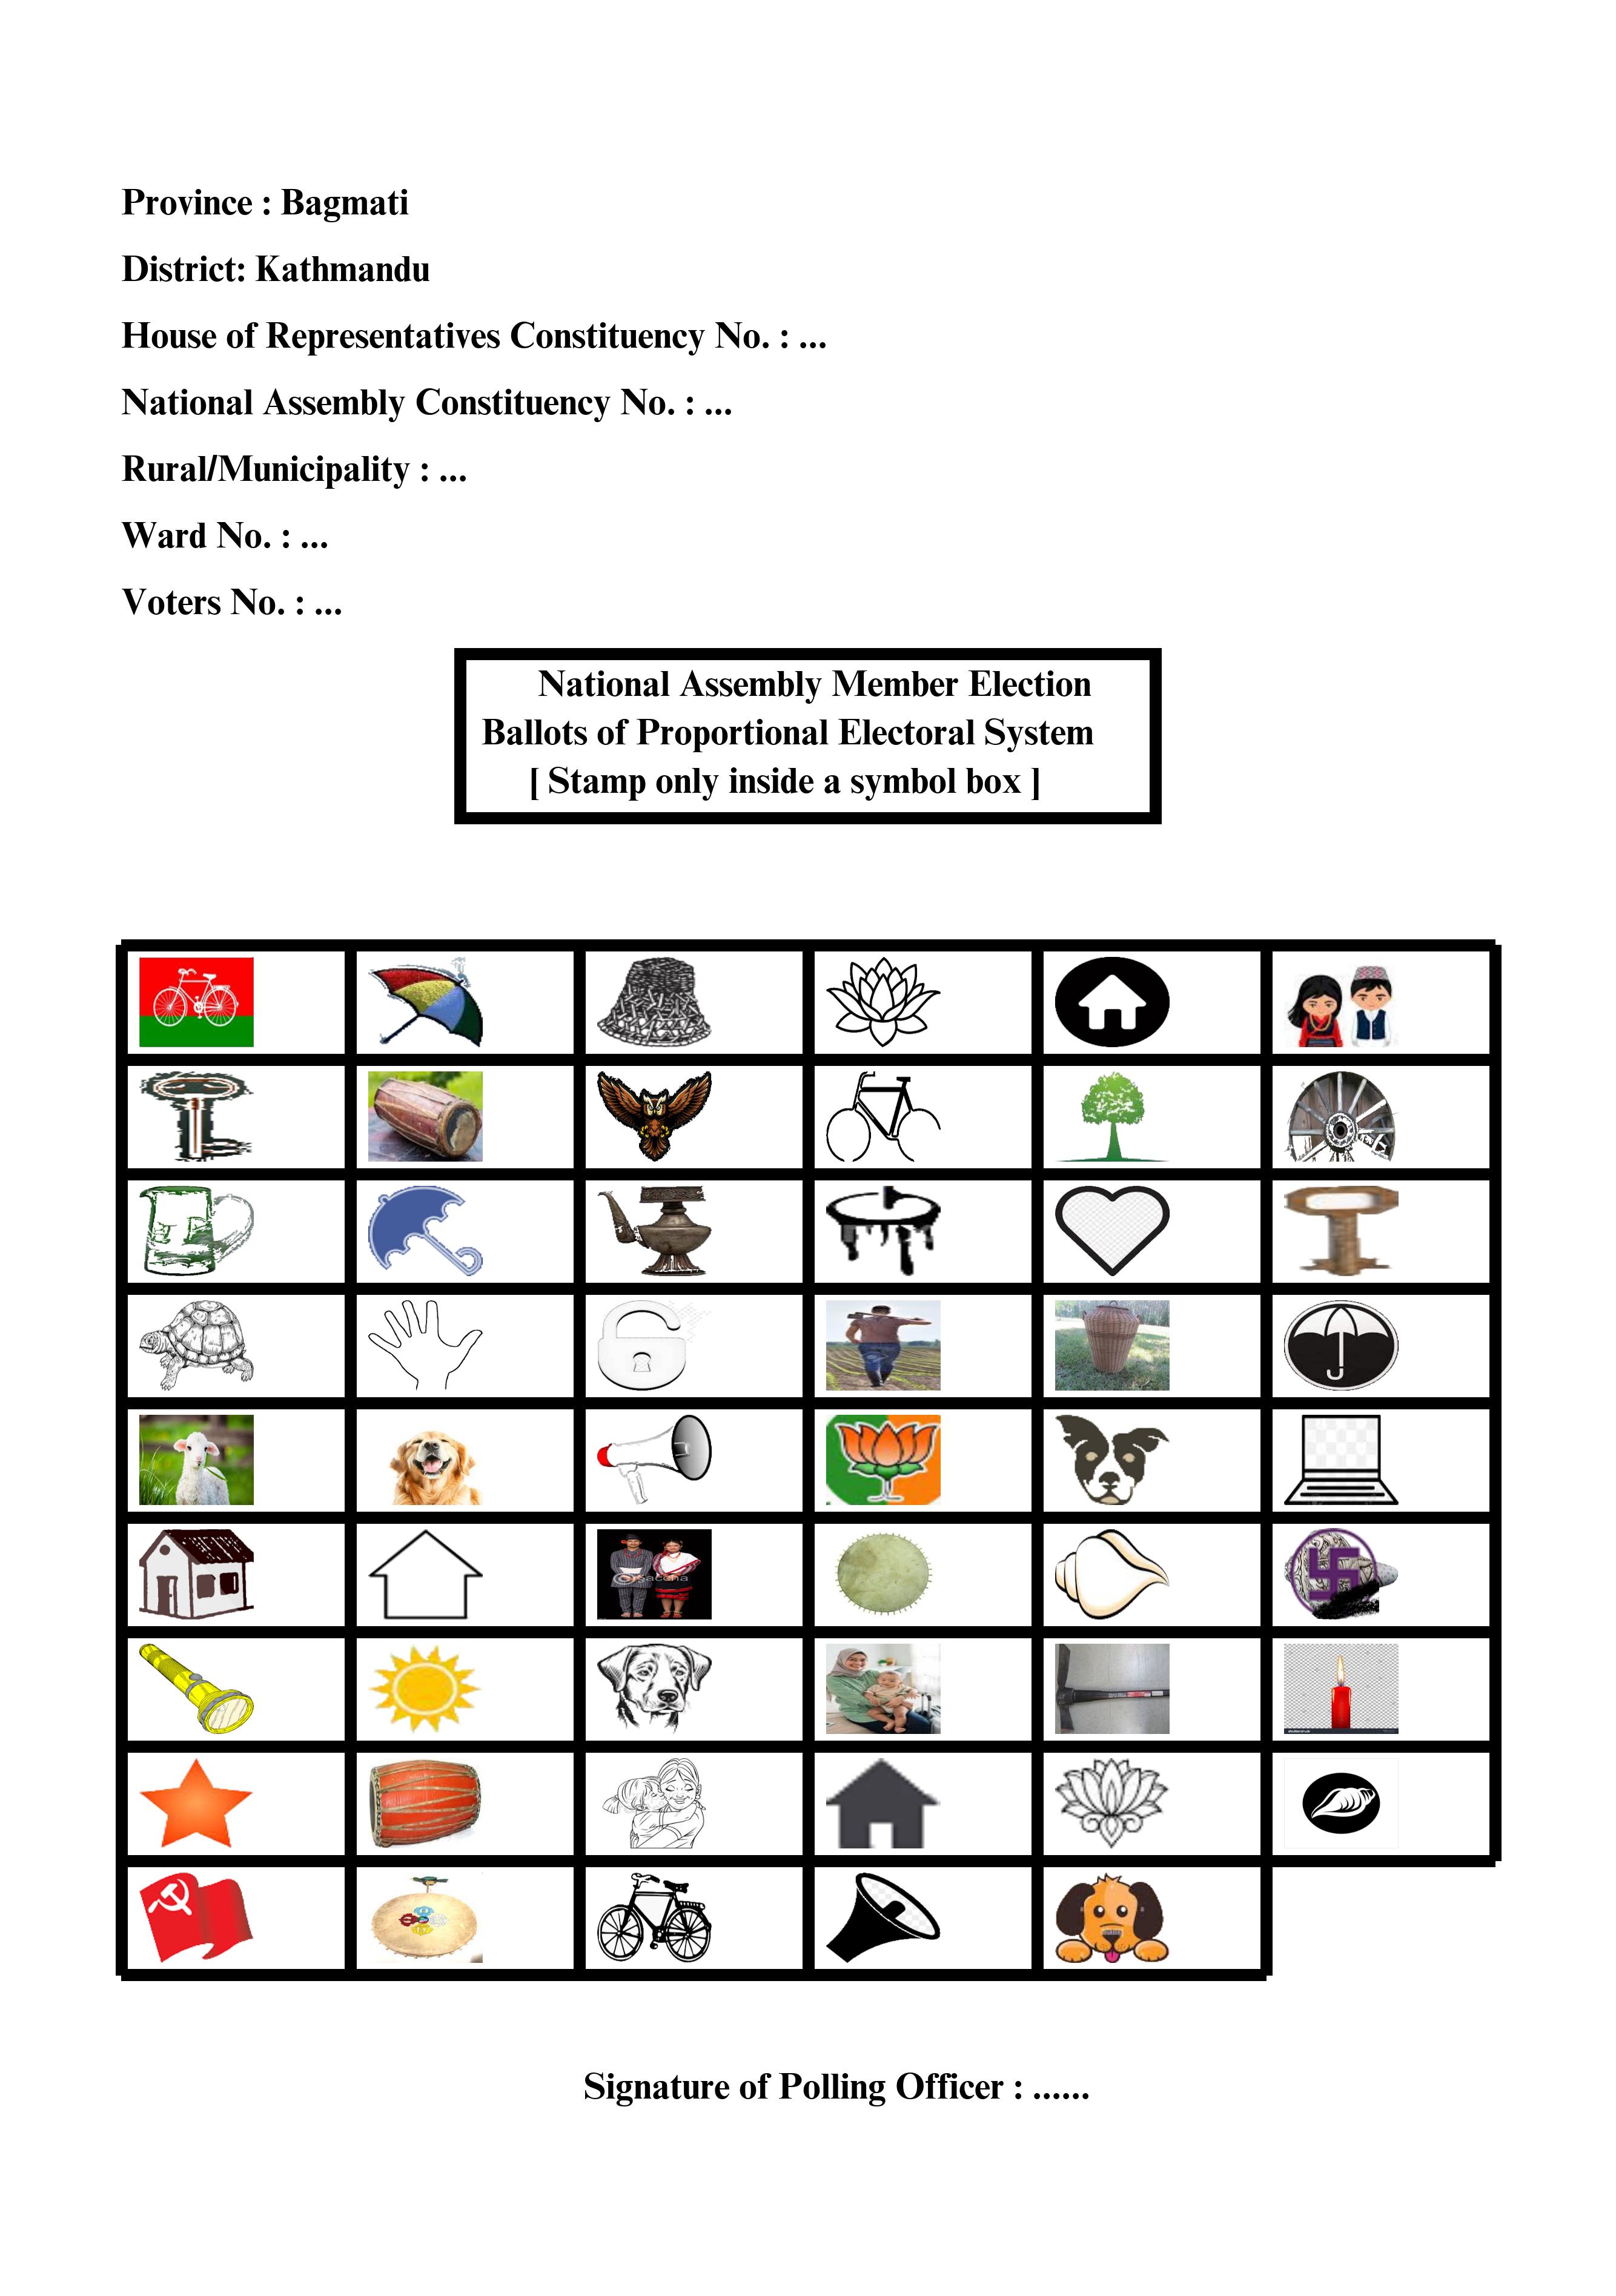 Province : Bagmati
District: Kathmandu
House of Representatives Constituency No. : ...
National Assembly Constituency No. : ...
Rural/Municipality : ...
Ward No. : ...
Voters No. : ...
National Assembly Member Election
Ballots of Proportional Electoral System
[ Stamp only inside a symbol box ]
Signature of Polling Officer : ......